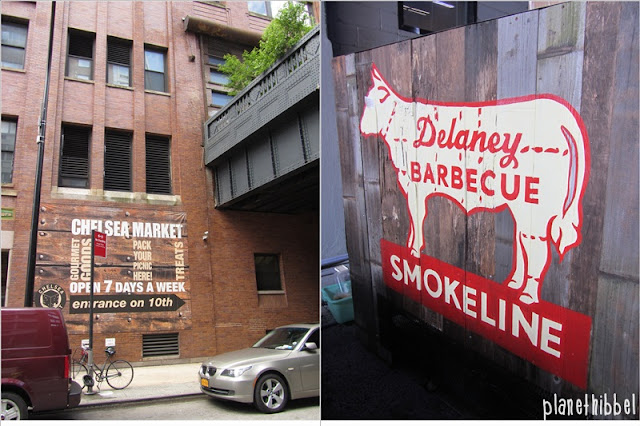 CHELSEA MARKET
GOURMET
GOODS
PACK
YOUR
PICNIC
HERE!
TREATS
OPEN 7 DAYS A WEEK
CHELSEA
entrance on 10th
Delaney
BARBECUE
SMOKELINE
planethibbel